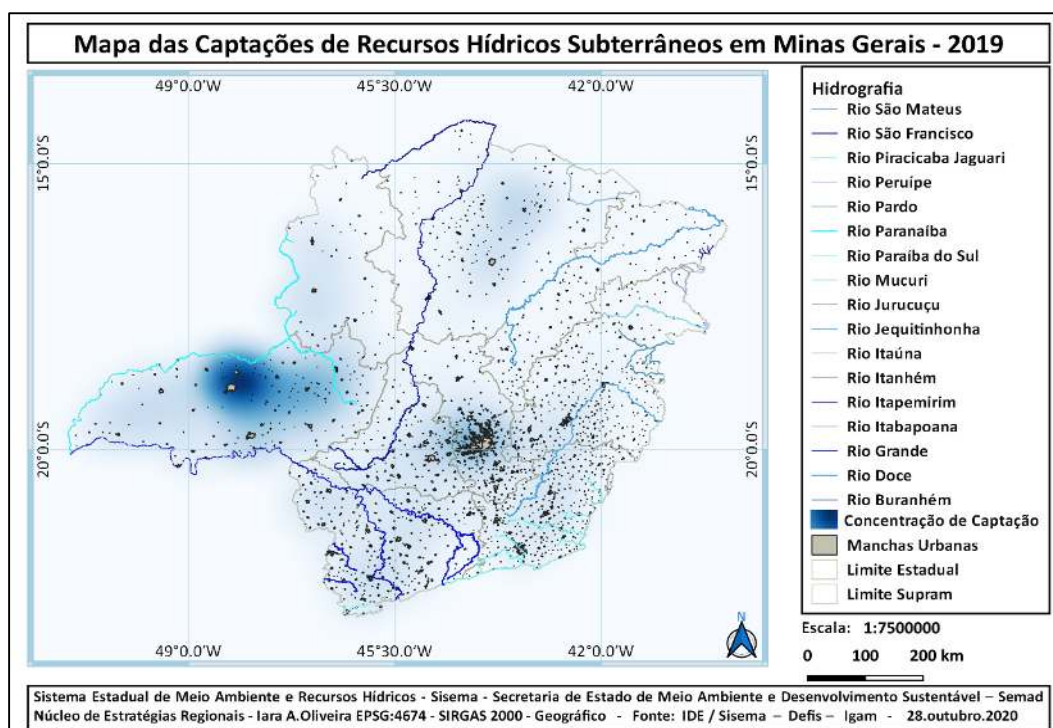 Mapa das Captações de Recursos Hídricos Subterrâneos em Minas Gerais - 2019
49°0.0'W 45°30.0'W 42°0.0'W
15°0.0'S 15°0.0'S
20°0.0'S 20°0.0'S
49°0.0'W 45°30.0'W 42°0.0'W
N
Hidrografia
Rio São Mateus
Rio São Francisco
Rio Piracicaba Jaguari
Rio Peruípe
Rio Pardo
Rio Paranaíba
Rio Paraíba do Sul
Rio Mucuri
Rio Jurucuçu
Rio Jequitinhonha
Rio Itaúna
Rio Itanhém
Rio Itapemirim
Rio Itabapoana
Rio Grande
Rio Doce
Rio Buranhém
Concentração de Captação
Manchas Urbanas
Limite Estadual
Limite Supram
Escala: 1:7500000
0 100 200 km
Sistema Estadual de Meio Ambiente e Recursos Hídricos - Sisema - Secretaria de Estado de Meio Ambiente e Desenvolvimento Sustentável – Semad
Núcleo de Estratégias Regionais - Iara A.Oliveira EPSG:4674 - SIRGAS 2000 - Geográfico - Fonte: IDE / Sisema – Defis – Igam - 28.outubro.2020